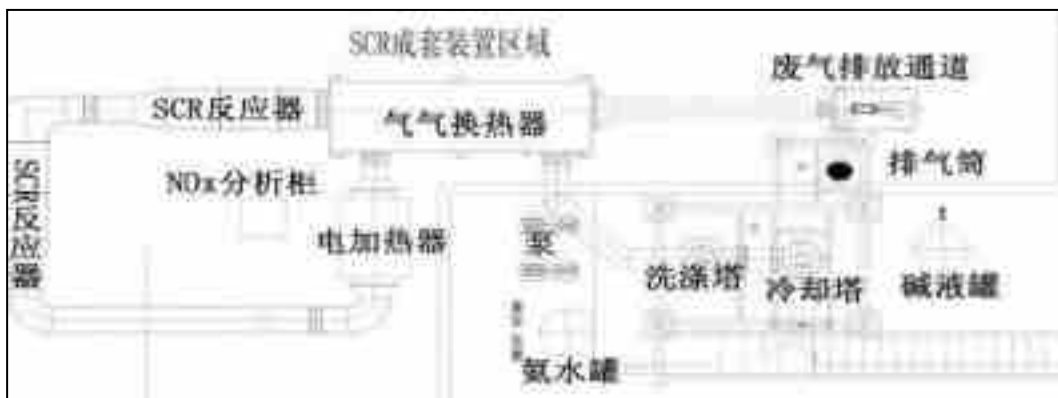 SCR成套装置区域
废气排放通道
SCR反应器
气气换热器
排气筒
SCR反应器
NOx分析柜
电加热器
泵
洗涤塔
冷却塔
碱液罐
氨水罐